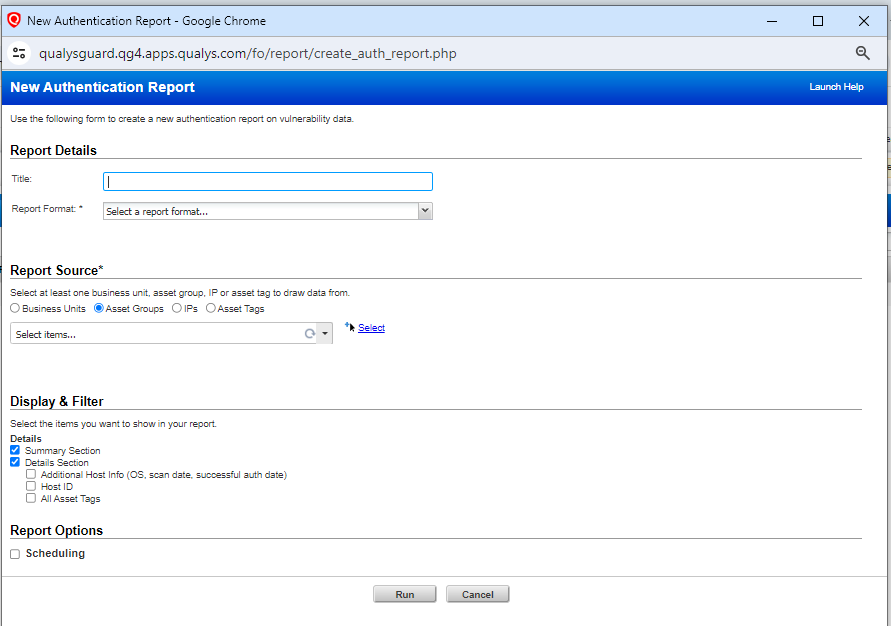 New Authentication Report - Google Chrome
qualysguard.qg4.apps.qualys.com/fo/report/create_auth_report.php
New Authentication Report Launch Help
Use the following form to create a new authentication report on vulnerability data.
Report Details
Title:
Report Format: * Select a report format...
Report Source*
Select at least one business unit, asset group, IP or asset tag to draw data from.
Business Units Asset Groups IPs Asset Tags
Select items... Select
Display & Filter
Select the items you want to show in your report.
Details
Summary Section
Details Section
Additional Host Info (OS, scan date, successful auth date)
Host ID
All Asset Tags
Report Options
Scheduling
Run Cancel